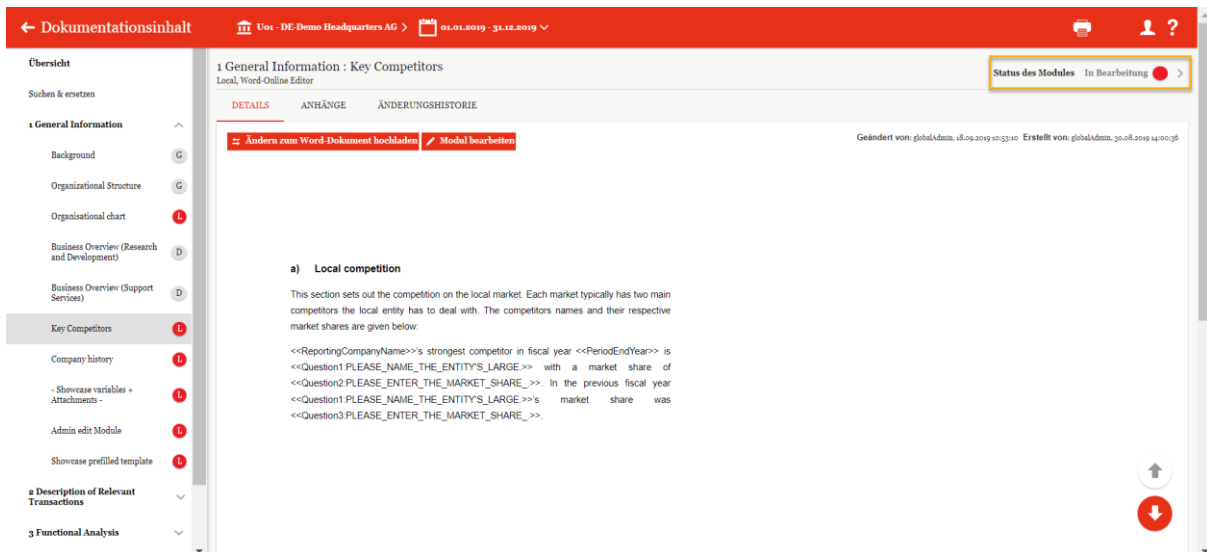 ← Dokumentationsinhalt
U01 - DE-Demo Headquarters AG > 01.01.2019 - 31.12.2019
?
Übersicht
Suchen & ersetzen
1 General Information
Background G
Organizational Structure G
Organisational chart L
Business Overview (Research
and Development) D
Business Overview (Support
Services) D
Key Competitors L
Company history L
- Showcase variables +
Attachments - L
Admin edit Module L
Showcase prefilled template L
2 Description of Relevant
Transactions
3 Functional Analysis
1 General Information : Key Competitors
Local, Word-Online Editor
Status des Modules In Bearbeitung >
DETAILS ANHÄNGE ÄNDERUNGSHISTORIE
Ändern zum Word-Dokument hochladen Modul bearbeiten
Geändert von: globalAdmin, 18.09.2019 10:53:10 Erstellt von: globalAdmin, 30.08.2019 14:00:36
a) Local competition
This section sets out the competition on the local market. Each market typically has two main
competitors the local entity has to deal with. The competitors names and their respective
market shares are given below:
<<ReportingCompanyName>>'s strongest competitor in fiscal year <<PeriodEndYear>> is
<<Question1:PLEASE_NAME_THE_ENTITY'S_LARGE.>> with a market share of
<<Question2:PLEASE_ENTER_THE_MARKET_SHARE_.>>. In the previous fiscal year
<<Question1:PLEASE_NAME_THE_ENTITY'S_LARGE.>>'s market share was
<<Question3:PLEASE_ENTER_THE_MARKET_SHARE_.>>.